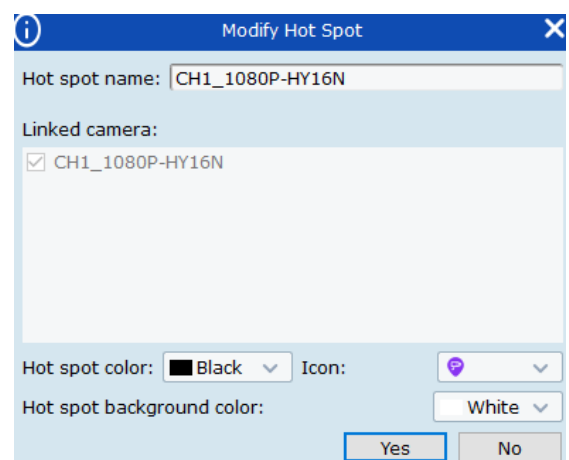 Modify Hot Spot
Hot spot name: CH1_1080P-HY16N
Linked camera:
CH1_1080P-HY16N
Hot spot color: Black Icon:
Hot spot background color: White
Yes No